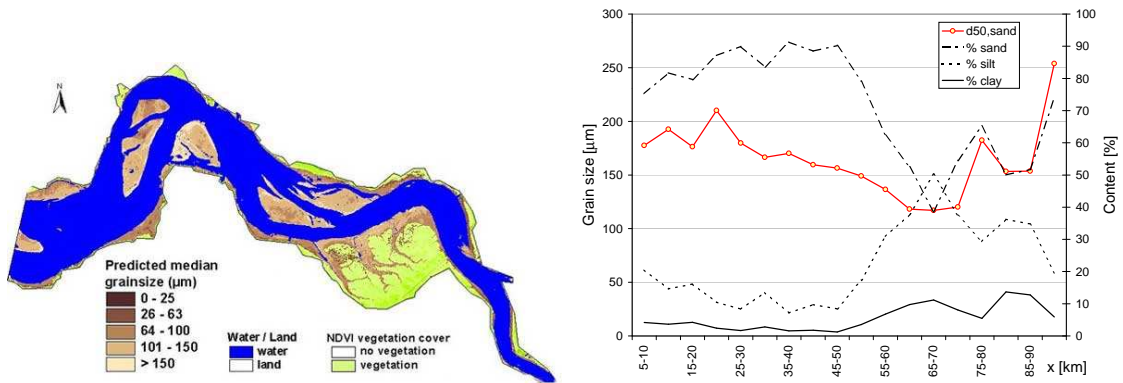 N
Predicted median
grainsize (µm)
0 - 25
26 - 63
64 - 100
101 - 150
> 150
Water / Land
water
land
NDVI vegetation cover
no vegetation
vegetation
Grain size [µm]
300
250
200
150
100
50
0
d50,sand
% sand
% silt
% clay
100
90
80
70
60
50
40
30
20
10
0
Content [%]
5-10
15-20
25-30
35-40
45-50
55-60
65-70
75-80
85-90
x [km]